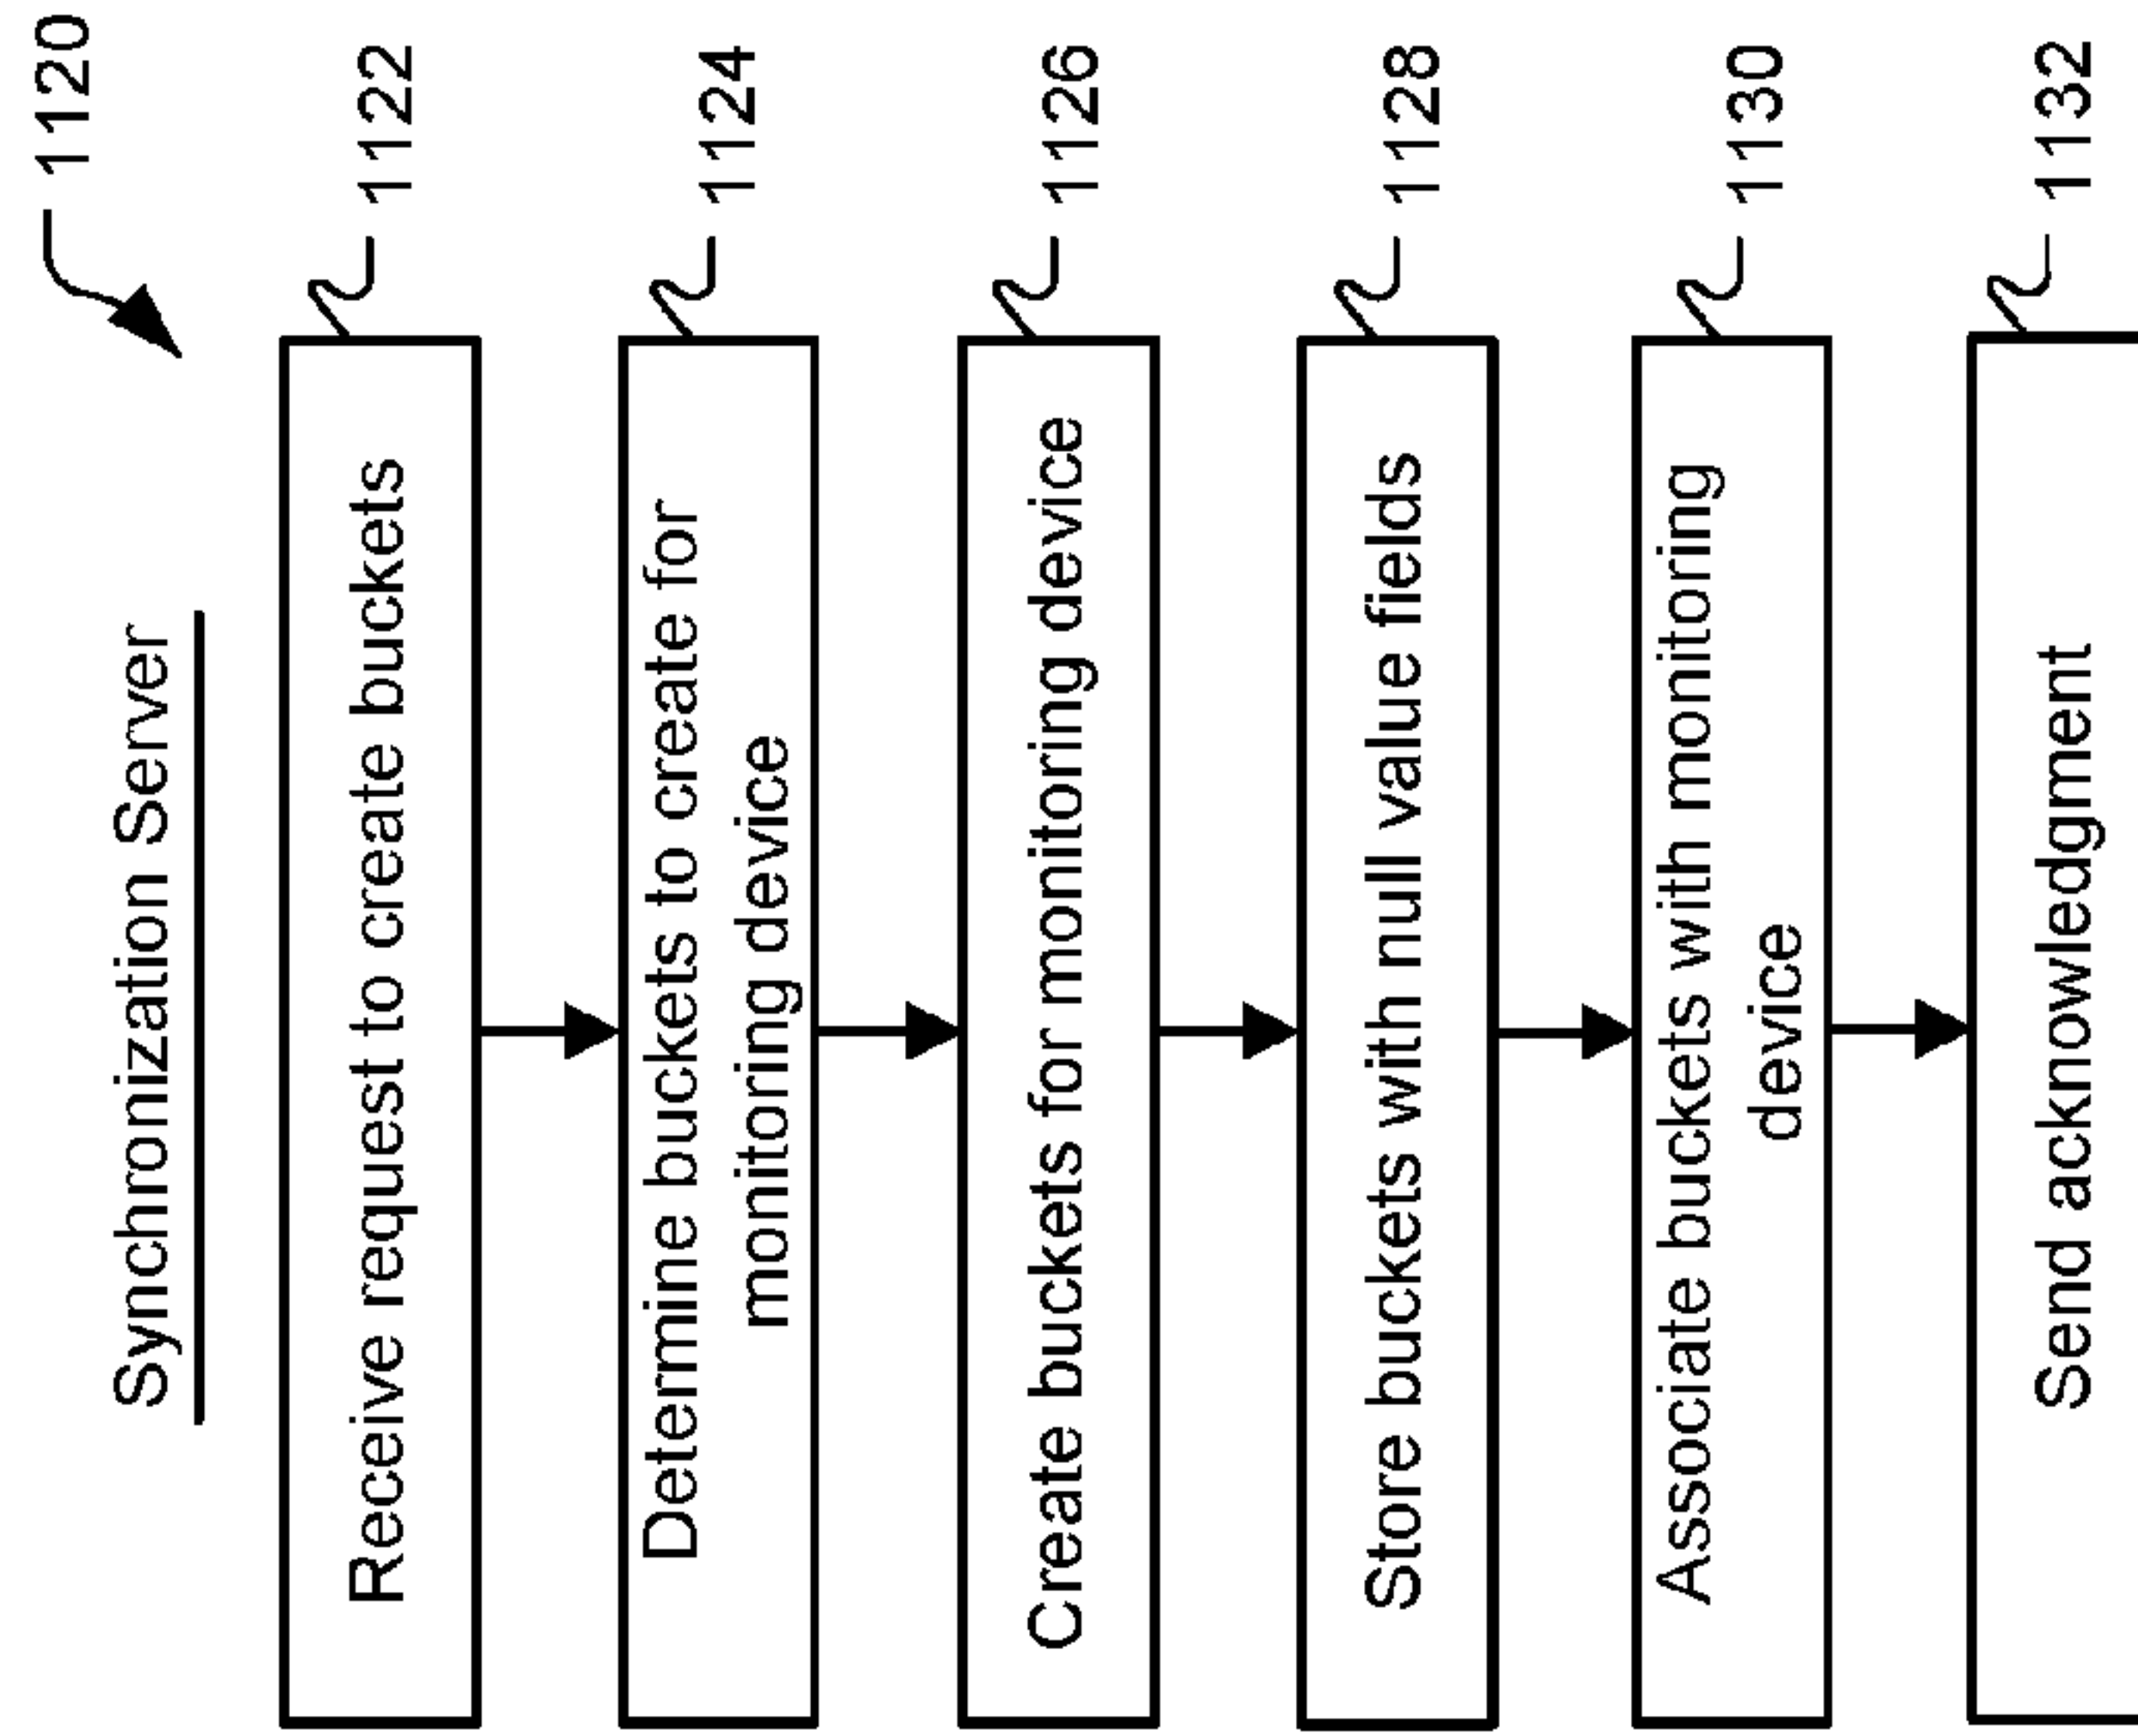 1120
Synchronization Server
Receive request to create buckets
1122
Determine buckets to create for
monitoring device
1124
Create buckets for monitoring device
1126
Store buckets with null value fields
1128
Associate buckets with monitoring
device
1130
Send acknowledgment
1132